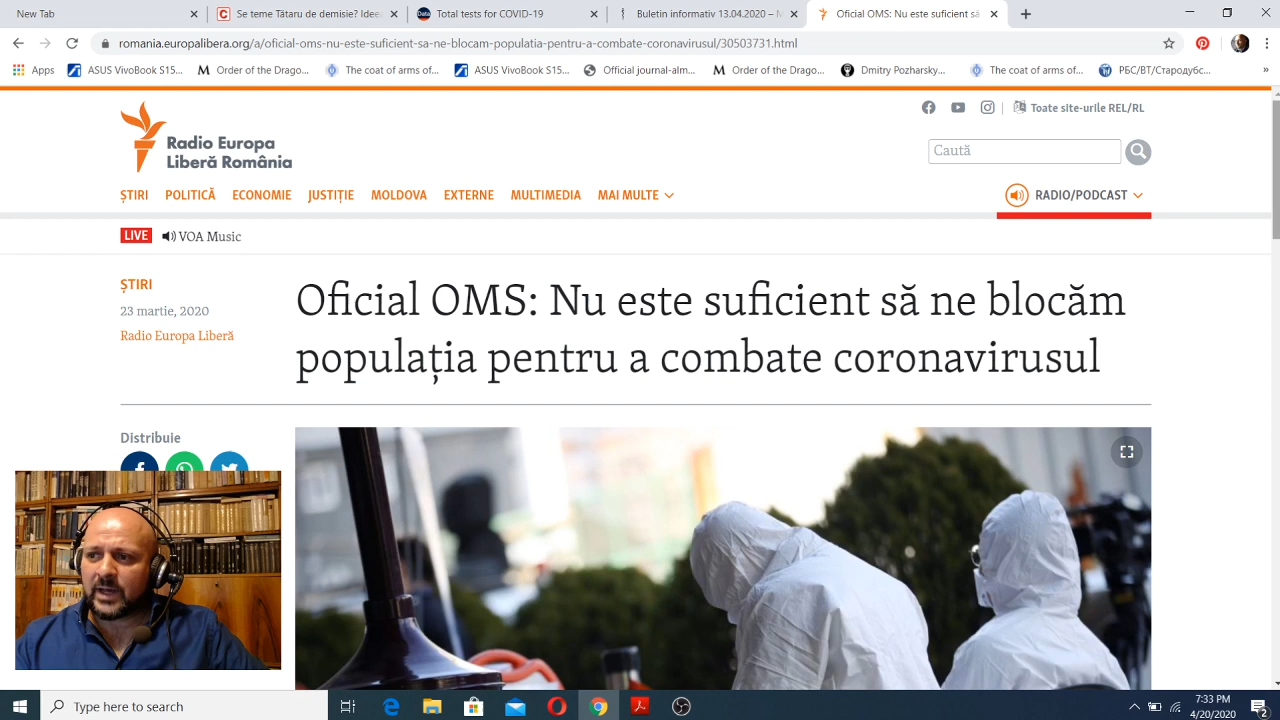 New Tab
Se teme Tătaru de demisie? Idea
Total tests for COVID-19
Buletin informativ 13.04.2020 – M
Oficial OMS: Nu este suficient să
romania.europalibera.org/a/oficial-oms-nu-este-suficient-sa-ne-blocam-populatia-pentru-a-combate-coronavirusul/30503731.html
Apps
ASUS VivoBook S15...
Order of the Drago...
The coat of arms of...
ASUS VivoBook S15...
Official journal-alm...
Order of the Drago...
Dmitry Pozharsky...
The coat of arms of...
РБС/ВТ/Стародубс...
Toate site-urile REL/RL
Radio Europa
Liberă România
Caută
ȘTIRI
POLITICĂ
ECONOMIE
JUSTIȚIE
MOLDOVA
EXTERNE
MULTIMEDIA
MAI MULTE
RADIO/PODCAST
LIVE
VOA Music
ȘTIRI
23 martie, 2020
Radio Europa Liberă
Oficial OMS: Nu este suficient să ne blocăm
populația pentru a combate coronavirusul
Distribuie
Type here to search
7:33 PM
4/20/2020
2